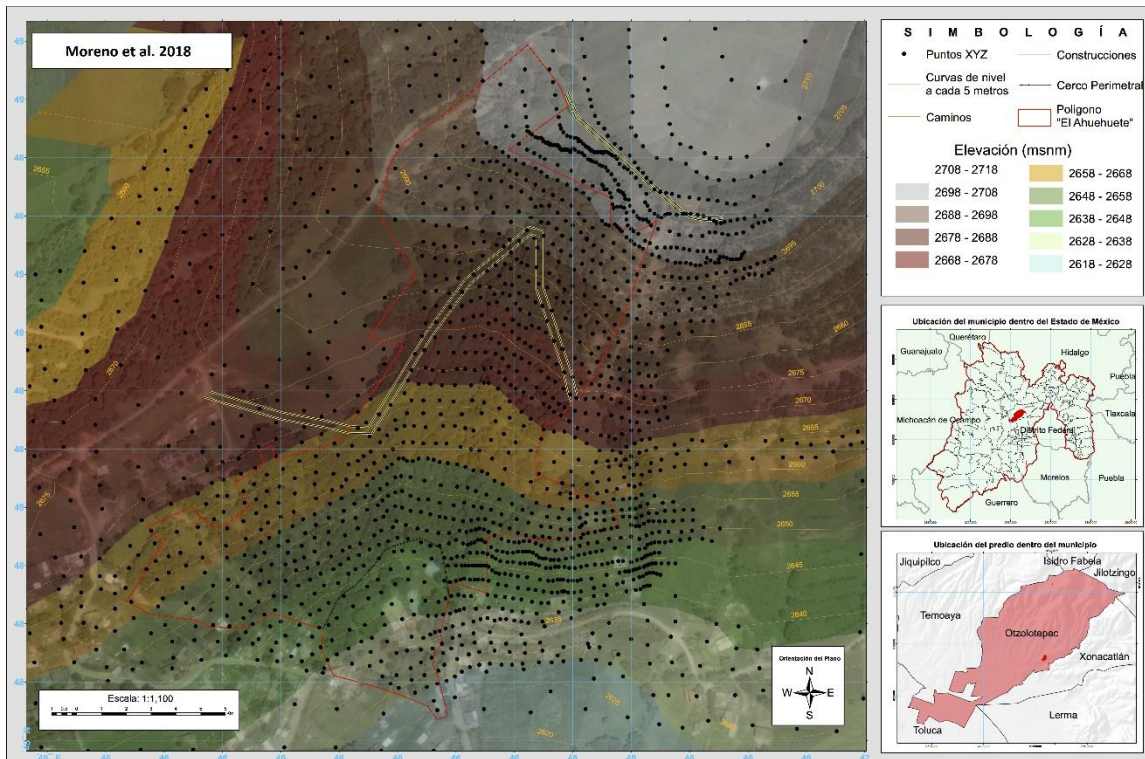 Moreno et al. 2018
S I M B O L O G Í A
Puntos XYZ
Construcciones
Curvas de nivel
a cada 5 metros
Cerco Perimetral
Caminos
Poligono
"El Ahuehuete"
Elevación (msnm)
2708 - 2718
2658 - 2668
2698 - 2708
2648 - 2658
2688 - 2698
2638 - 2648
2678 - 2688
2628 - 2638
2668 - 2678
2618 - 2628
2710
2705
2700
2695
2690
2685
2680
2675
2670
2665
2660
2655
2650
2645
2640
2635
2620
2655
2660
2670
2675
Escala: 1:1,100
Orientación del Plano
N
W E
S
Ubicación del municipio dentro del Estado de México
Querétaro
Guanajuato
Hidalgo
Puebla
Tlaxcala
Michoacán de Ocampo
Distrito Federal
Morelos
Puebla
Guerrero
Ubicación del predio dentro del municipio
Jiquipilco
Isidro Fabela
Jilotzingo
Temoaya
Otzolotepec
Xonacatlán
Lerma
Toluca